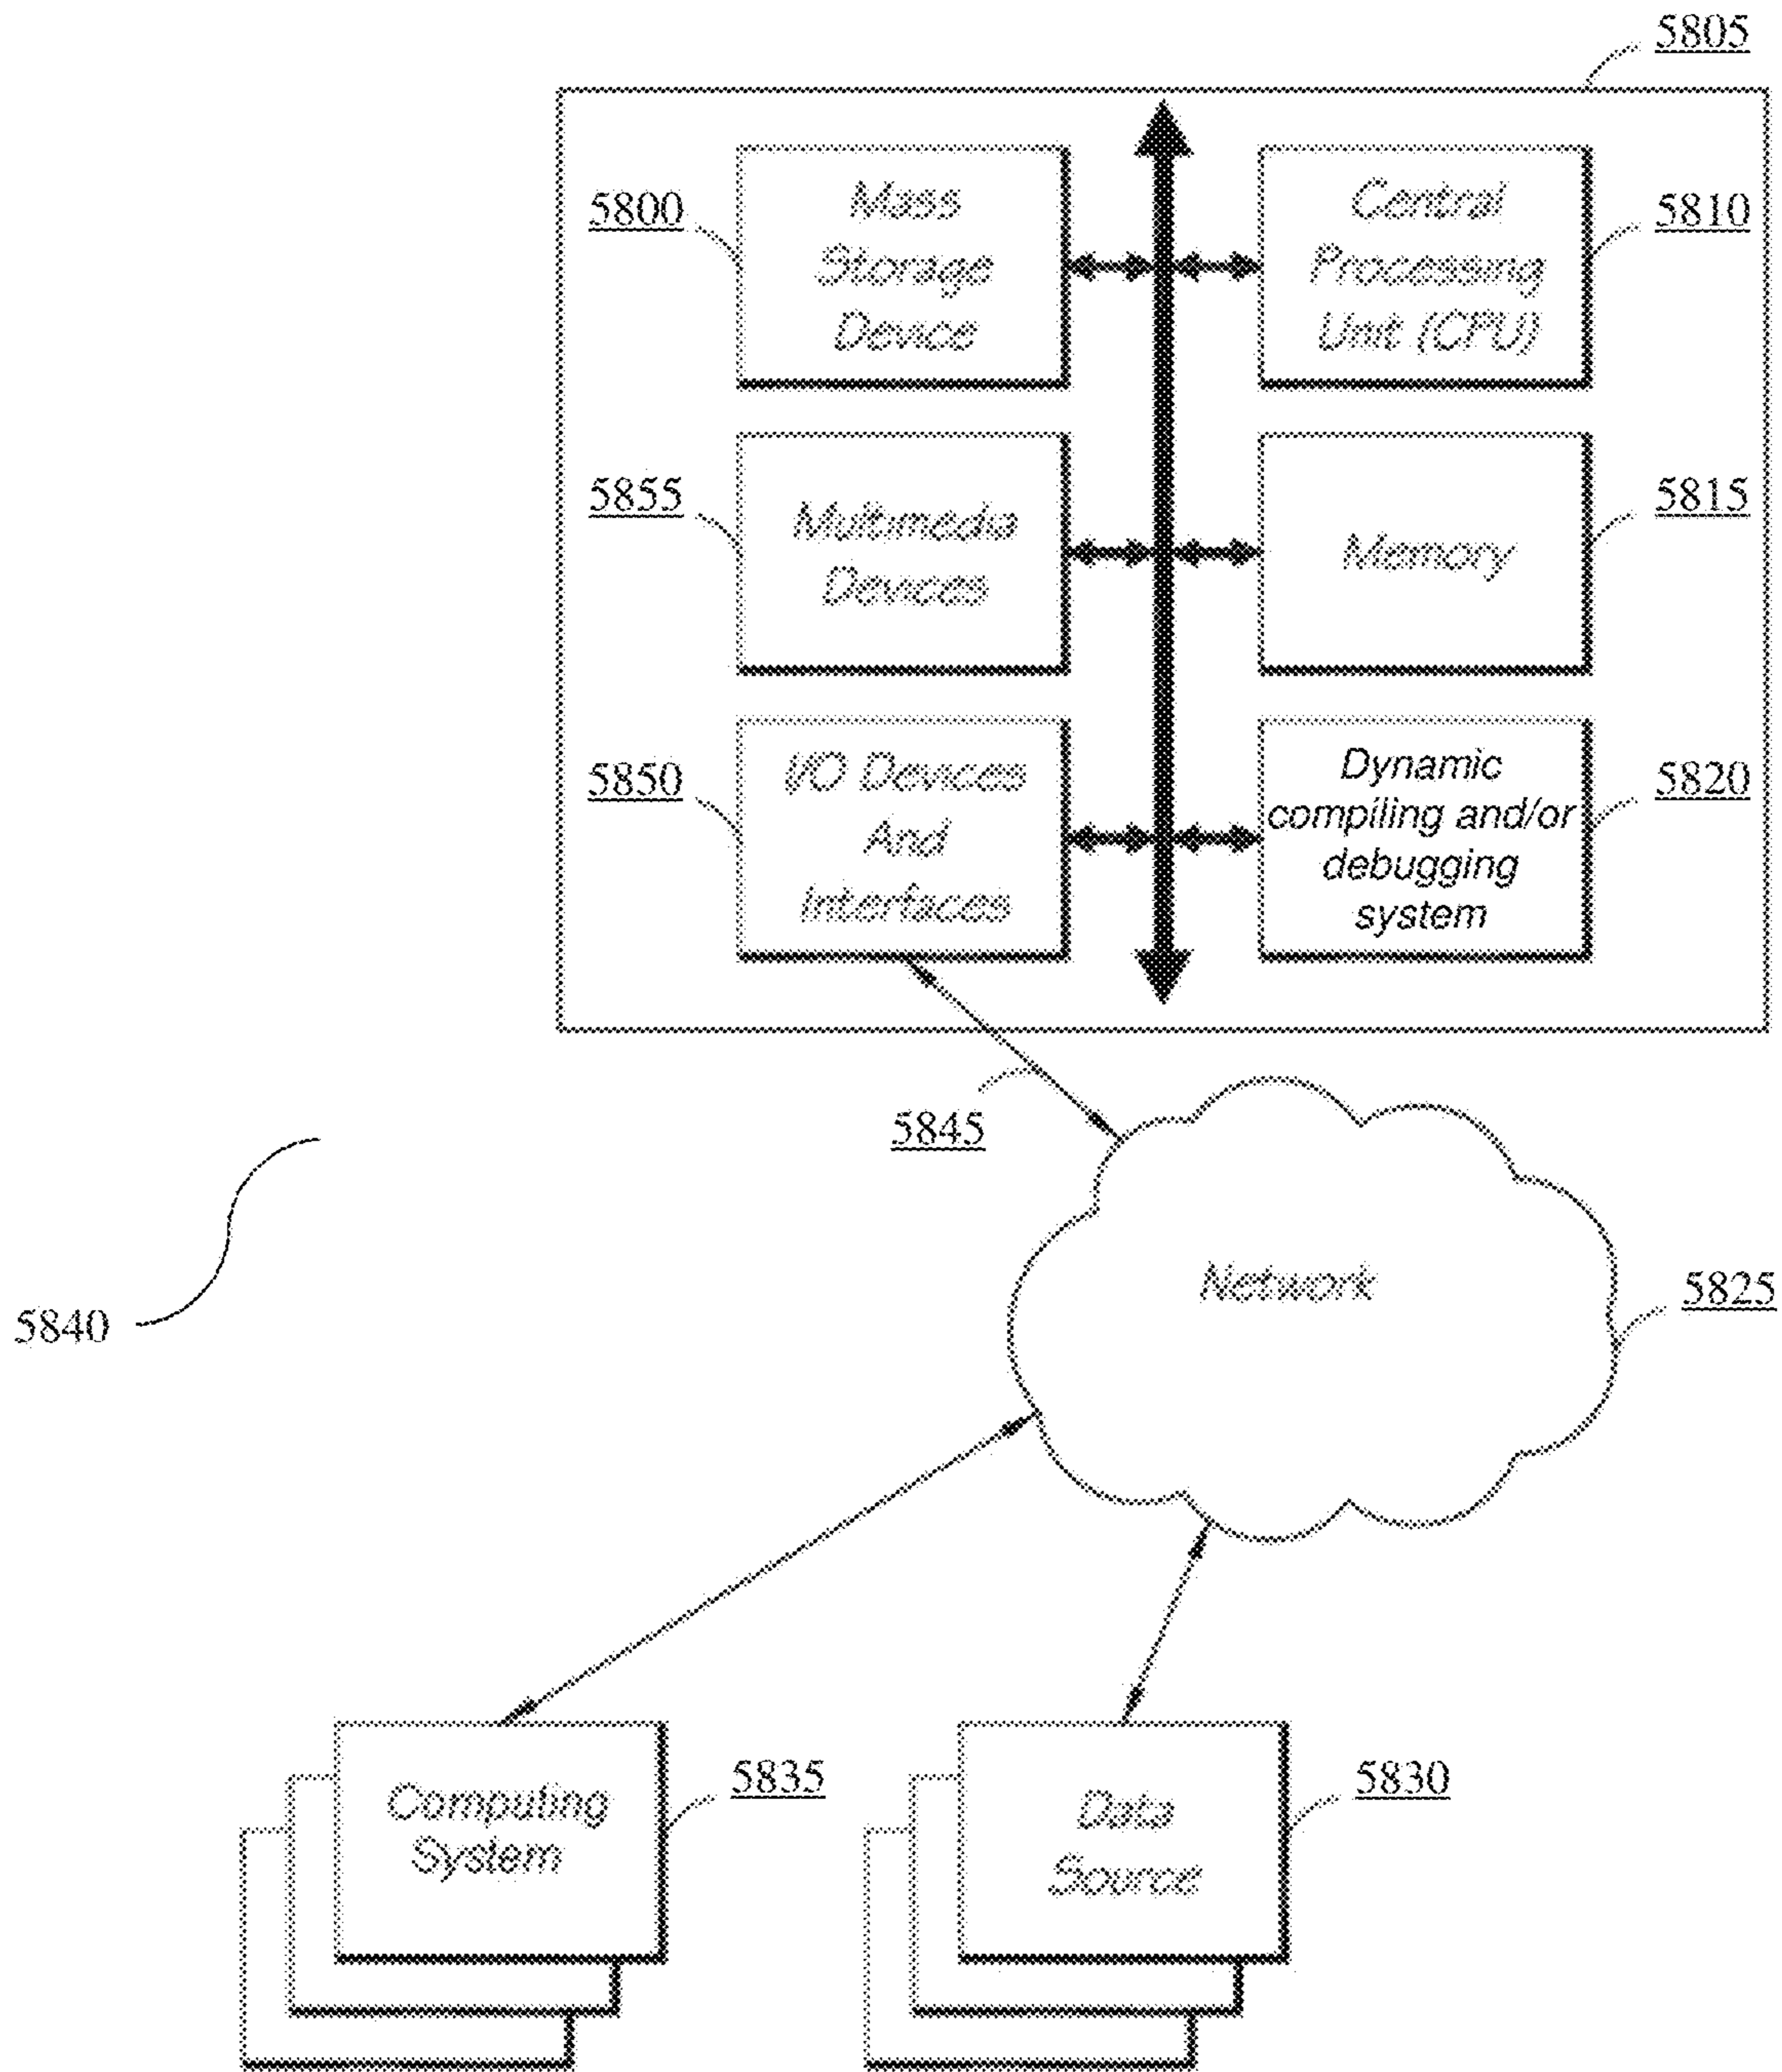 5805
5800
Mass
Storage
Device
Central
Processing
Unit (CPU)
5810
5855
Multimedia
Devices
Memory
5815
5850
I/O Devices
And
Interfaces
Dynamic
compiling and/or
debugging
system
5820
5845
Network
5825
5840
Computing
System
5835
Data
Source
5830